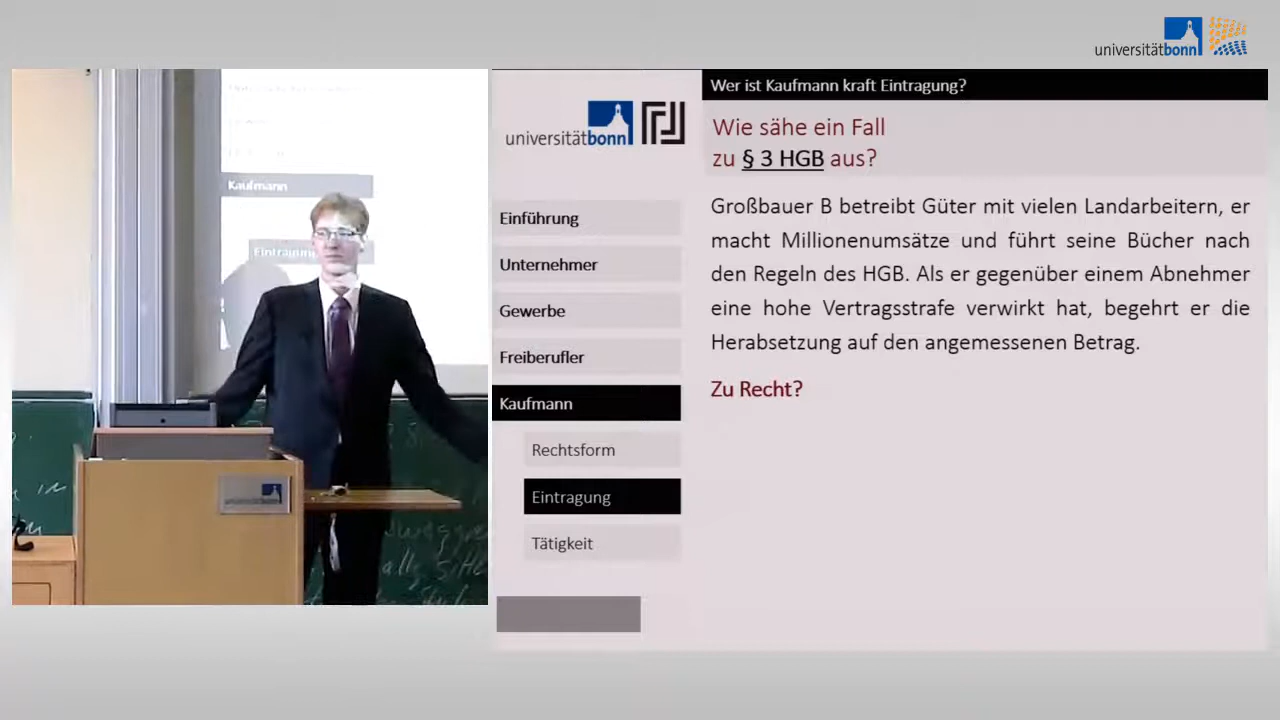 universitätbonn
Kaufmann
Eintragung
universitätbonn
universitätbonn
Einführung
Unternehmer
Gewerbe
Freiberufler
Kaufmann
Rechtsform
Eintragung
Tätigkeit
Wer ist Kaufmann kraft Eintragung?
Wie sähe ein Fall
zu § 3 HGB aus?
Großbauer B betreibt Güter mit vielen Landarbeitern, er
macht Millionenumsätze und führt seine Bücher nach
den Regeln des HGB. Als er gegenüber einem Abnehmer
eine hohe Vertragsstrafe verwirkt hat, begehrt er die
Herabsetzung auf den angemessenen Betrag.
Zu Recht?